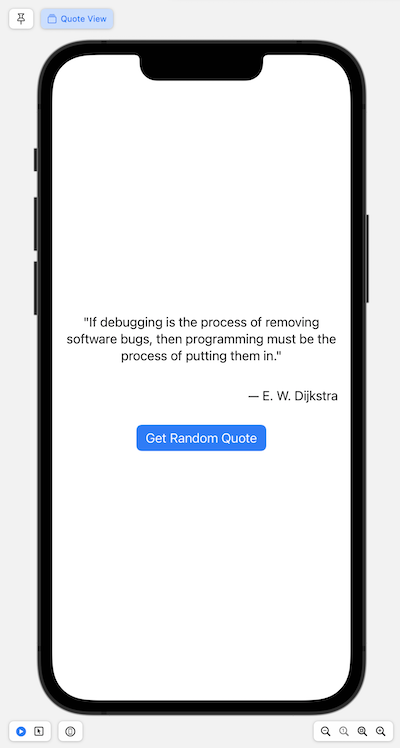 Quote View
"If debugging is the process of removing
software bugs, then programming must be the
process of putting them in."
— E. W. Dijkstra
Get Random Quote